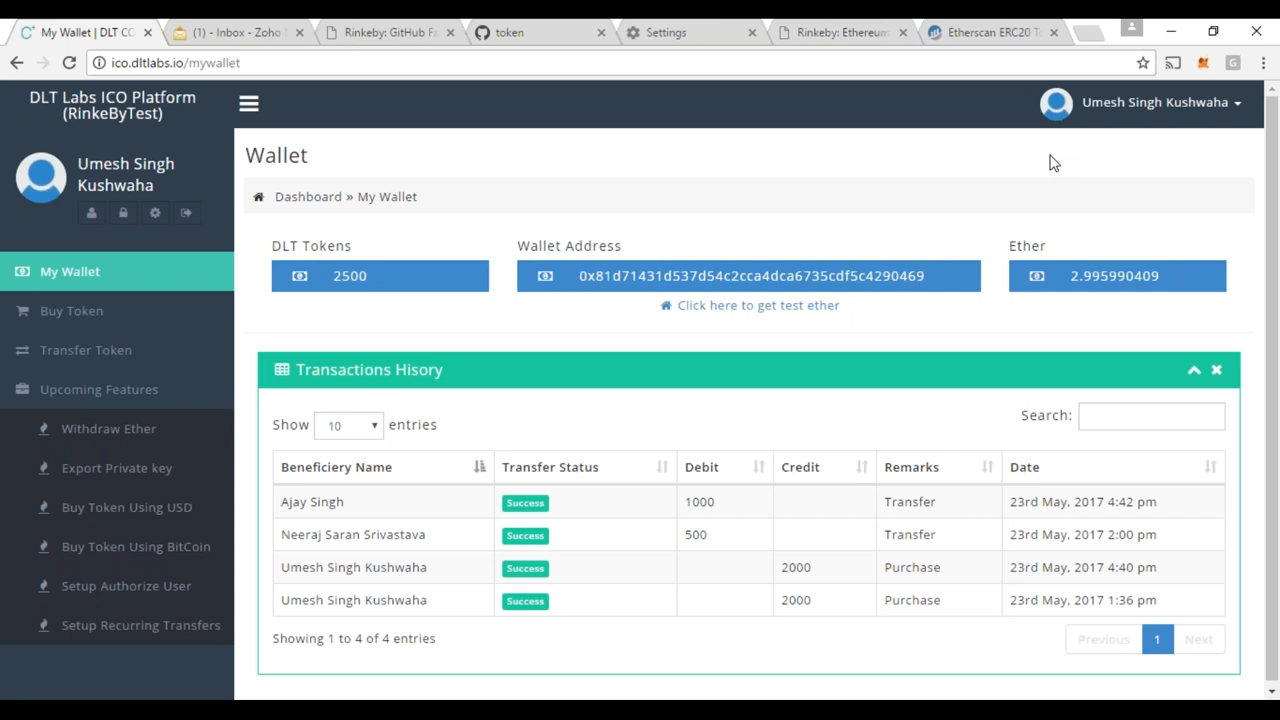 My Wallet | DLT CO
(1) - Inbox - Zoho
Rinkeby: GitHub Fa
token
Settings
Rinkeby: Ethereum
Etherscan ERC20 To
ico.dltlabs.io/mywallet
G
DLT Labs ICO Platform
(RinkeByTest)
Umesh Singh Kushwaha
Umesh Singh
Kushwaha
My Wallet
Buy Token
Transfer Token
Upcoming Features
Withdraw Ether
Export Private key
Buy Token Using USD
Buy Token Using BitCoin
Setup Authorize User
Setup Recurring Transfers
Wallet
Dashboard » My Wallet
DLT Tokens Wallet Address Ether
2500 0x81d71431d537d54c2cca4dca6735cdf5c4290469 2.995990409
Click here to get test ether
Transactions Hisory
Show 10 entries Search:
Beneficiery Name Transfer Status Debit Credit Remarks Date
Ajay Singh Success 1000 Transfer 23rd May, 2017 4:42 pm
Neeraj Saran Srivastava Success 500 Transfer 23rd May, 2017 2:00 pm
Umesh Singh Kushwaha Success 2000 Purchase 23rd May, 2017 4:40 pm
Umesh Singh Kushwaha Success 2000 Purchase 23rd May, 2017 1:36 pm
Showing 1 to 4 of 4 entries Previous 1 Next